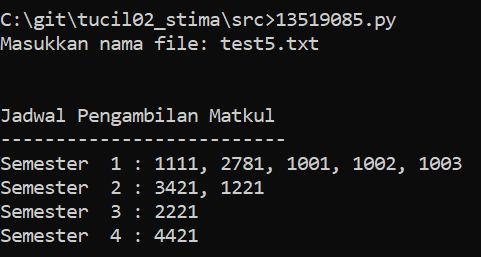 C:\git\tucil02_stima\src>13519085.py
Masukkan nama file: test5.txt
Jadwal Pengambilan Matkul
--------------------------
Semester  1 : 1111, 2781, 1001, 1002, 1003
Semester  2 : 3421, 1221
Semester  3 : 2221
Semester  4 : 4421